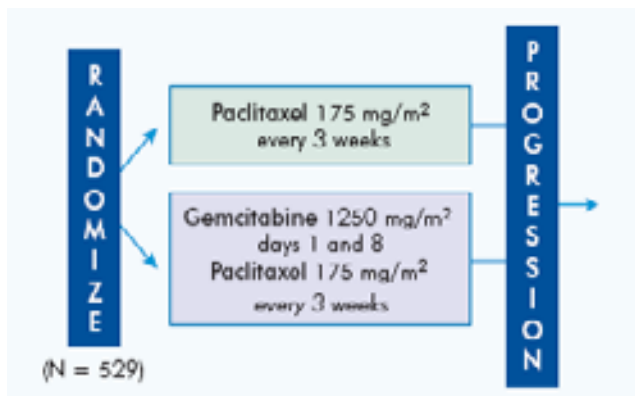 RANDOMIZE
(N = 529)
Paclitaxel 175 mg/m²
every 3 weeks
Gemcitabine 1250 mg/m²
days 1 and 8
Paclitaxel 175 mg/m²
every 3 weeks
PROGRESSION